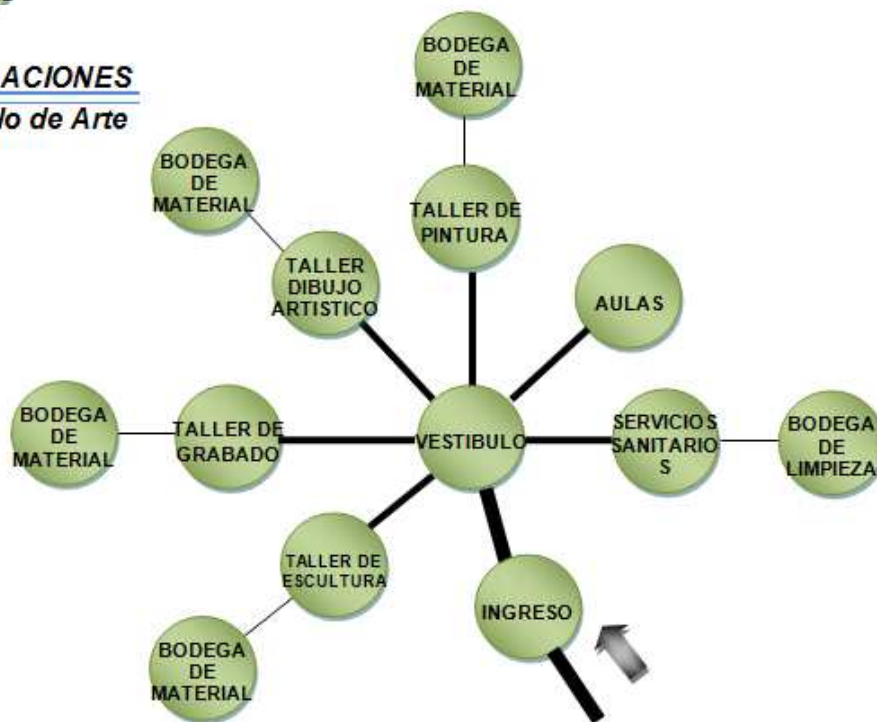 ACIONES
lo de Arte
BODEGA
DE
MATERIAL
BODEGA
DE
MATERIAL
TALLER DE
PINTURA
TALLER
DIBUJO
ARTISTICO
AULAS
BODEGA
DE
MATERIAL
TALLER DE
GRABADO
VESTIBULO
SERVICIOS
SANITARIO
S
BODEGA
DE
LIMPIEZA
TALLER DE
ESCULTURA
INGRESO
BODEGA
DE
MATERIAL